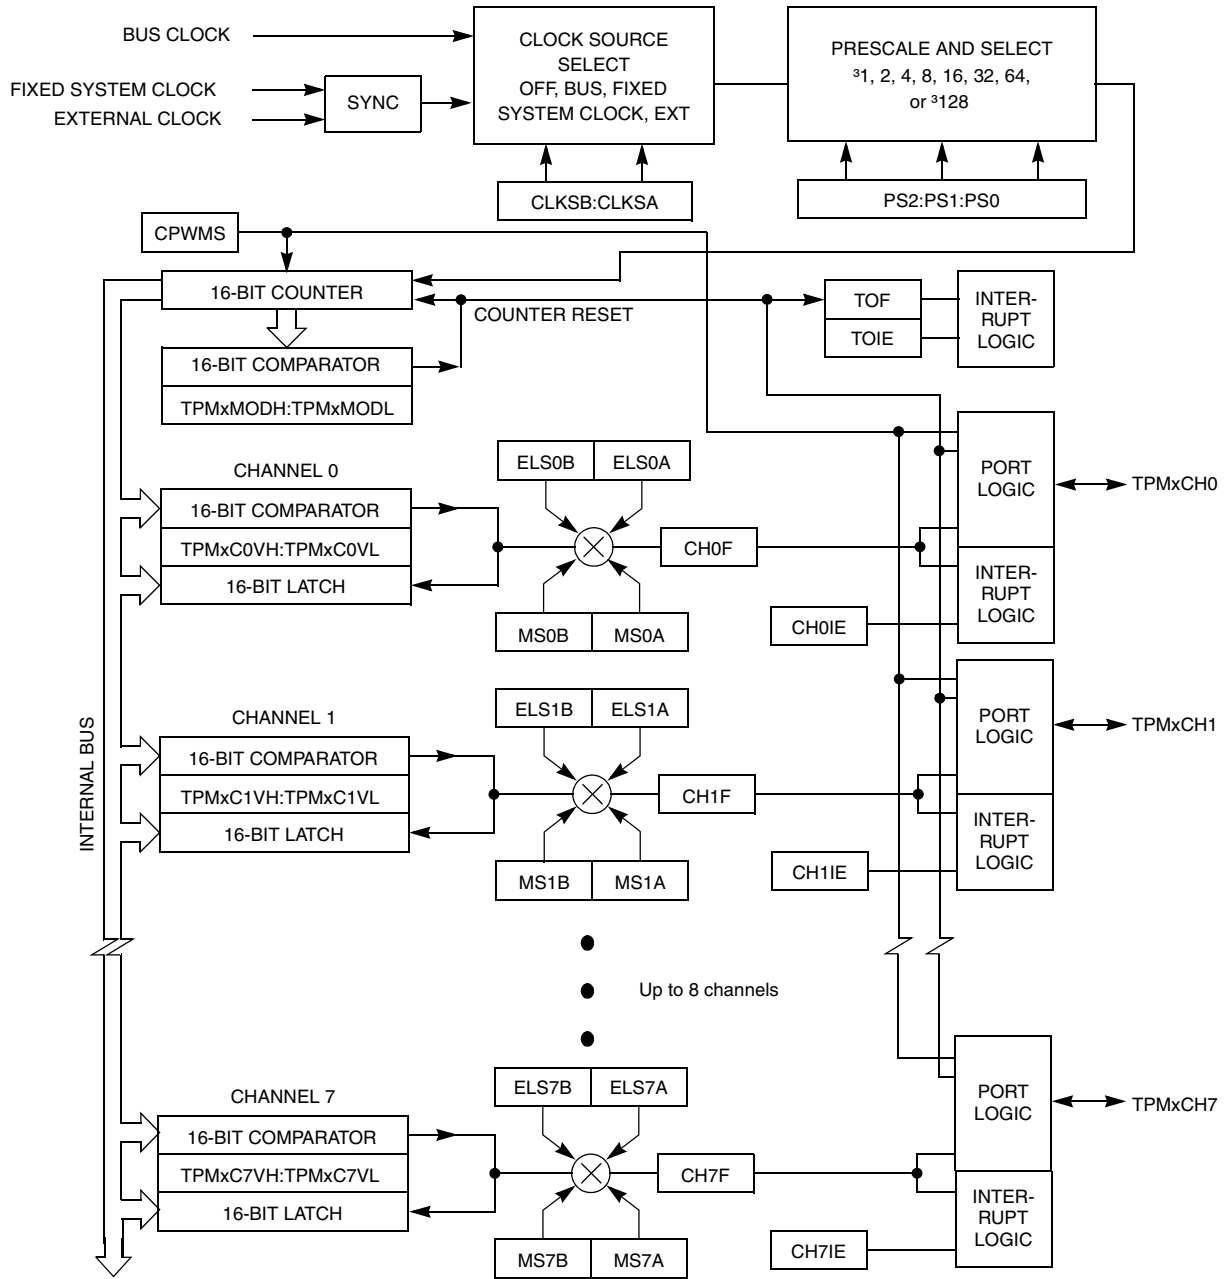 BUS CLOCK
FIXED SYSTEM CLOCK
EXTERNAL CLOCK
SYNC
CLOCK SOURCE
SELECT
OFF, BUS, FIXED
SYSTEM CLOCK, EXT
PRESCALE AND SELECT
³1, 2, 4, 8, 16, 32, 64,
or ³128
CLKSB:CLKSA
PS2:PS1:PS0
CPWMS
16-BIT COUNTER
COUNTER RESET
TOF
TOIE
INTER-
RUPT
LOGIC
16-BIT COMPARATOR
TPMxMODH:TPMxMODL
CHANNEL 0
16-BIT COMPARATOR
TPMxC0VH:TPMxC0VL
16-BIT LATCH
ELS0B
ELS0A
MS0B
MS0A
CH0F
CH0IE
PORT
LOGIC
INTER-
RUPT
LOGIC
TPMxCH0
INTERNAL BUS
CHANNEL 1
16-BIT COMPARATOR
TPMxC1VH:TPMxC1VL
16-BIT LATCH
ELS1B
ELS1A
MS1B
MS1A
CH1F
CH1IE
PORT
LOGIC
INTER-
RUPT
LOGIC
TPMxCH1
Up to 8 channels
CHANNEL 7
16-BIT COMPARATOR
TPMxC7VH:TPMxC7VL
16-BIT LATCH
ELS7B
ELS7A
MS7B
MS7A
CH7F
CH7IE
PORT
LOGIC
INTER-
RUPT
LOGIC
TPMxCH7